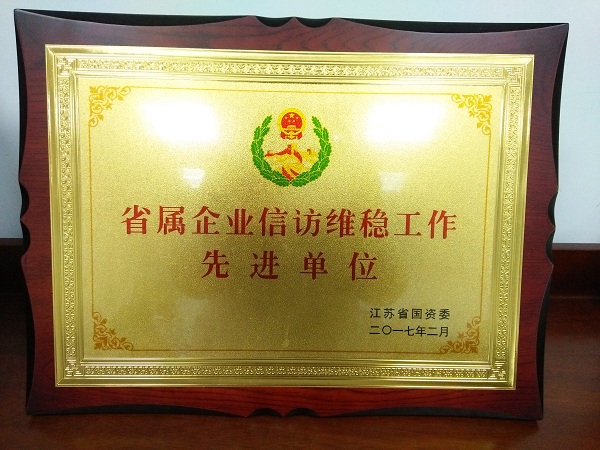 省属企业信访维稳工作
先进单位
江苏省国资委
二〇一七年二月